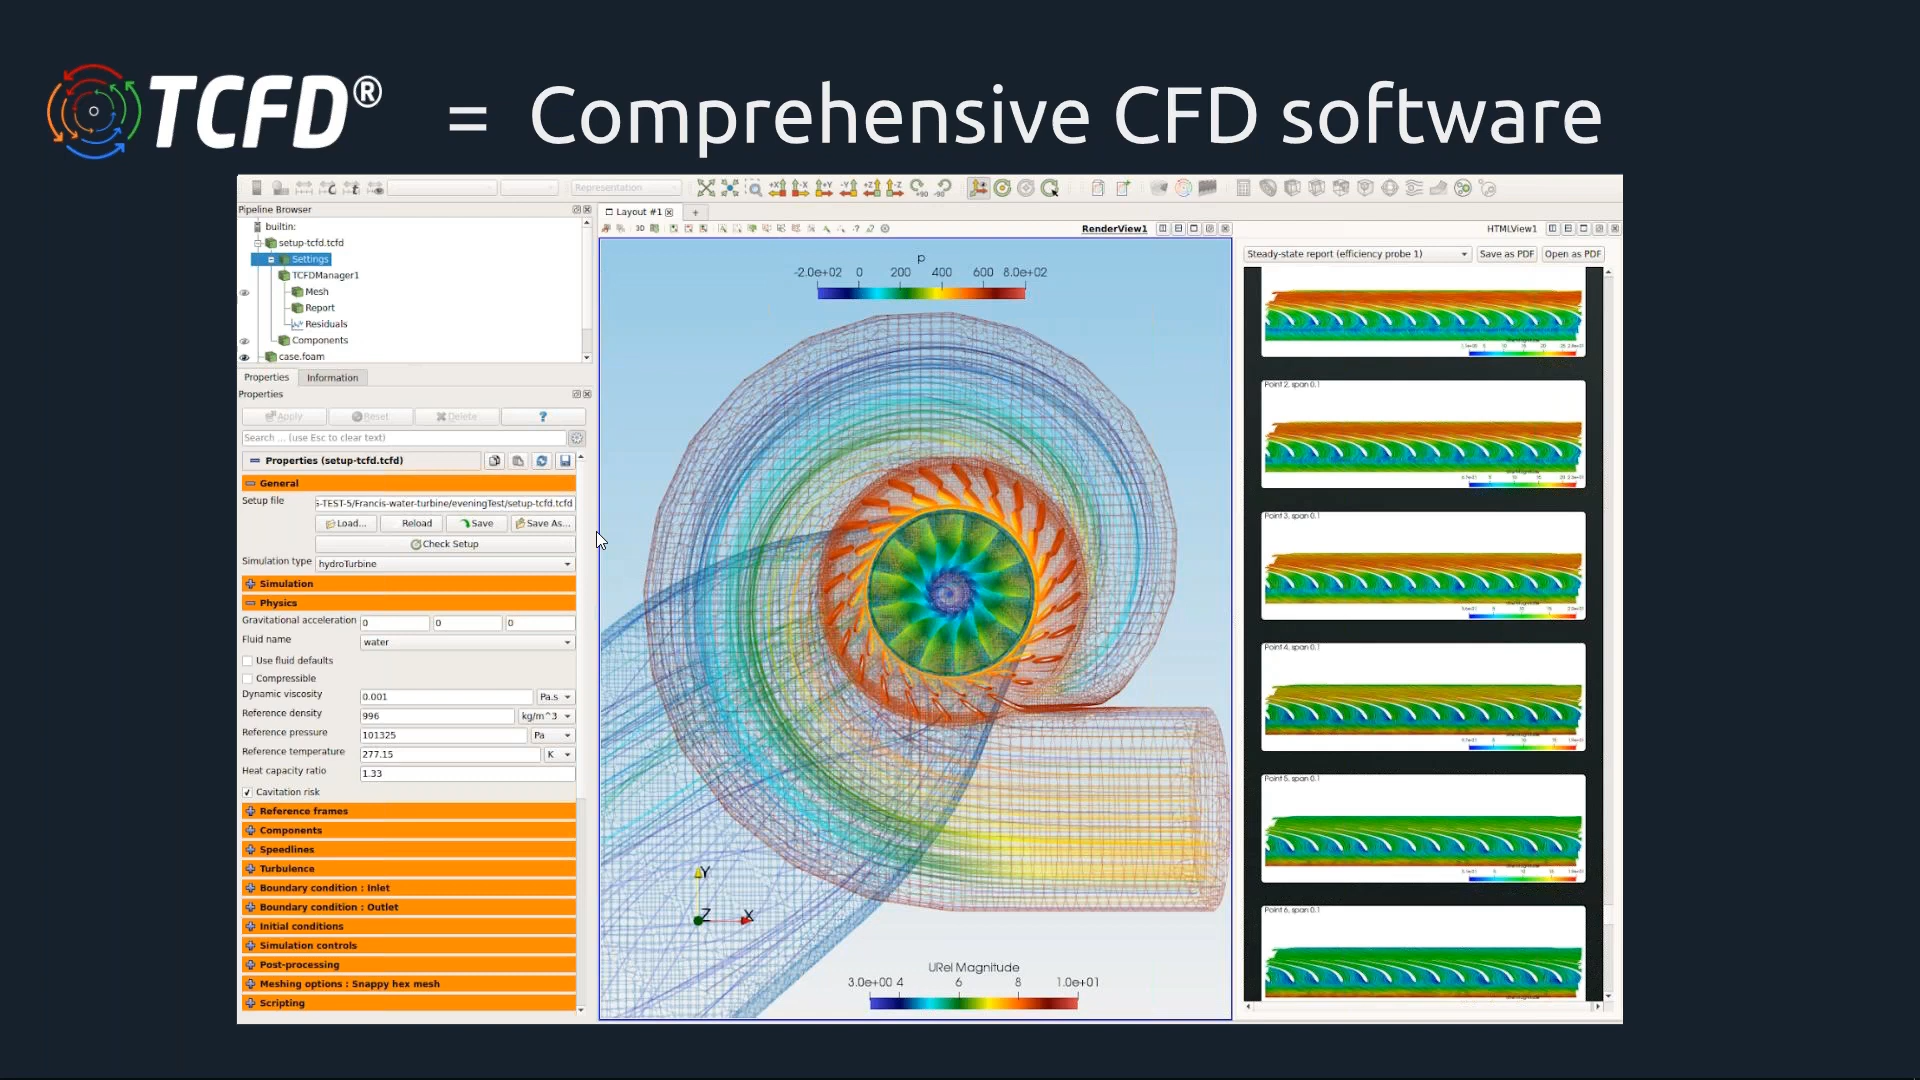 TCFD® = Comprehensive CFD software
Representation
Pipeline Browser
builtin:
setup-tcfd.tcfd
Settings
TCFDManager1
Mesh
Report
Residuals
Components
case.foam
Properties Information
Properties
Apply Reset Delete ?
Search ... (use Esc to clear text)
Properties (setup-tcfd.tcfd)
General
Setup file -TEST-5/Francis-water-turbine/eveningTest/setup-tcfd.tcfd
Load... Reload Save Save As...
Check Setup
Simulation type hydroTurbine
Simulation
Physics
Gravitational acceleration 0 0 0
Fluid name water
Use fluid defaults
Compressible
Dynamic viscosity 0.001 Pa.s
Reference density 996 kg/m^3
Reference pressure 101325 Pa
Reference temperature 277.15 K
Heat capacity ratio 1.33
Cavitation risk
Reference frames
Components
Speedlines
Turbulence
Boundary condition : Inlet
Boundary condition : Outlet
Initial conditions
Simulation controls
Post-processing
Meshing options : Snappy hex mesh
Scripting
Layout #1 +
3D
RenderView1
p
-2.0e+02 0 200 400 600 8.0e+02
Y
Z X
URel Magnitude
3.0e+00 4 6 8 1.0e+01
HTMLView1
Steady-state report (efficiency probe 1) Save as PDF Open as PDF
Point 2, span 0.1
Point 3, span 0.1
Point 4, span 0.1
Point 5, span 0.1
Point 6, span 0.1